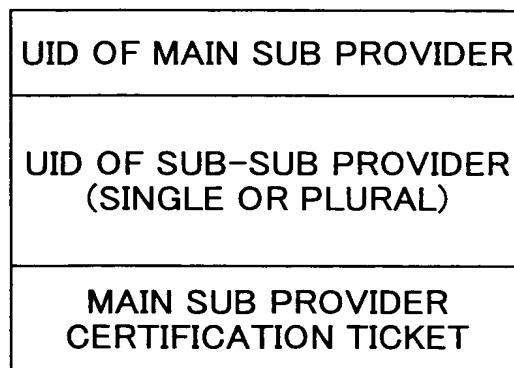 UID OF MAIN SUB PROVIDER
UID OF SUB-SUB PROVIDER
(SINGLE OR PLURAL)
MAIN SUB PROVIDER
CERTIFICATION TICKET